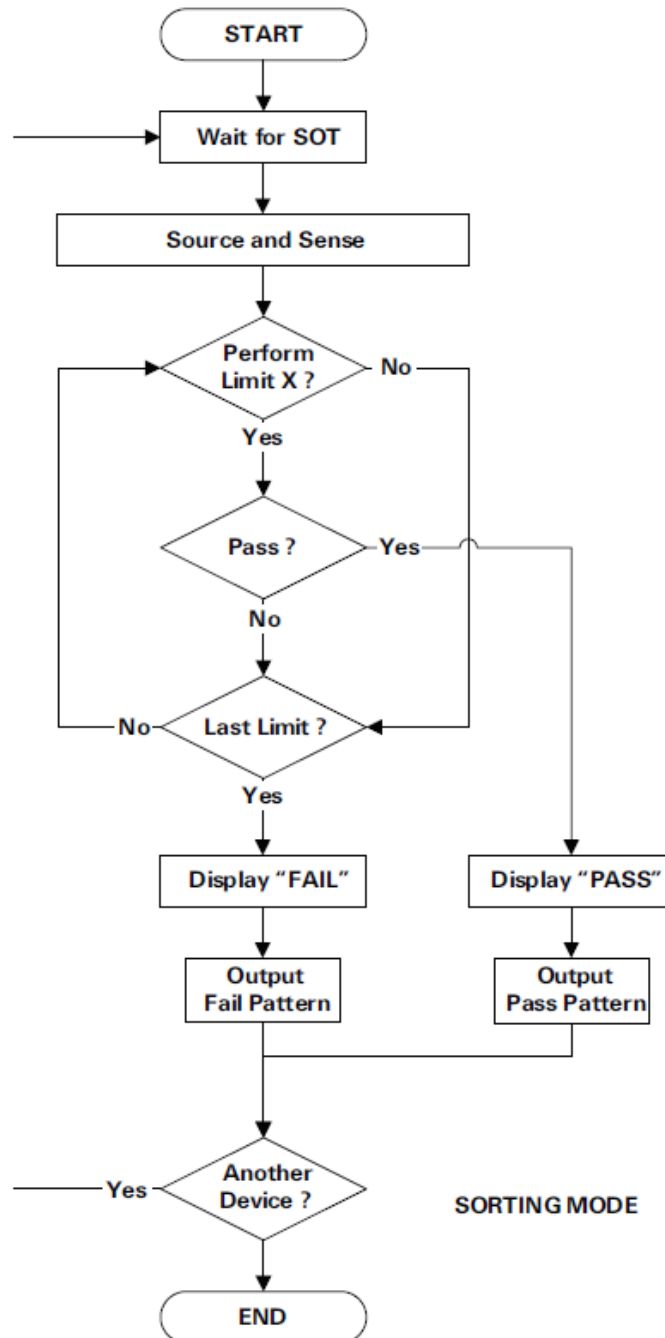 START
Wait for SOT
Source and Sense
Perform
Limit X ?
No
Yes
Pass ?
Yes
No
Last Limit ?
No
Yes
Display “FAIL”
Display “PASS”
Output
Fail Pattern
Output
Pass Pattern
Another
Device ?
Yes
SORTING MODE
END